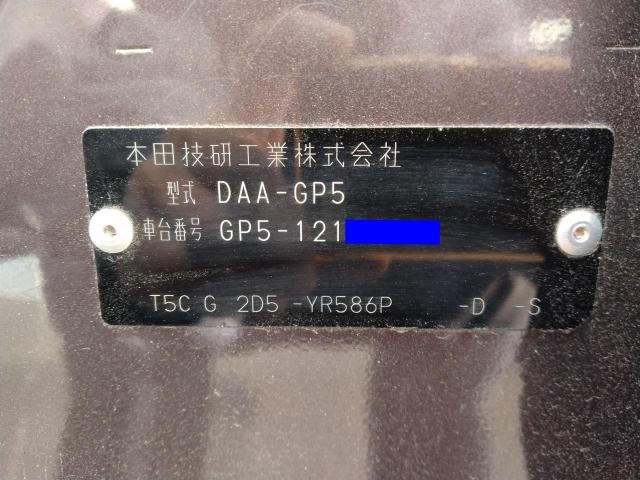 本田技研工業株式会社
型式 DAA-GP5
車台番号 GP5-121
T5C G 2D5 -YR586P -D -S